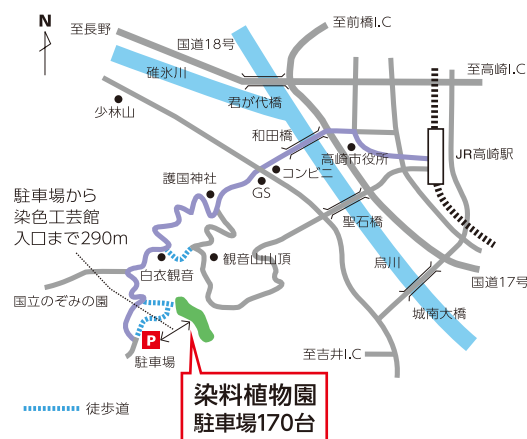 N
至長野
国道18号
至前橋I.C
碓氷川
君が代橋
至高崎I.C
少林山
和田橋
高崎市役所
JR高崎駅
コンビニ
GS
護国神社
駐車場から
染色工芸館
入口まで290m
聖石橋
白衣観音
観音山山頂
烏川
国道17号
国立のぞみの園
城南大橋
P
駐車場
至吉井I.C
染料植物園
駐車場170台
徒歩道